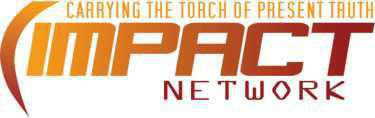 CARRYING THE TORCH OF PRESENT TRUTH
IMPACT
NETWORK